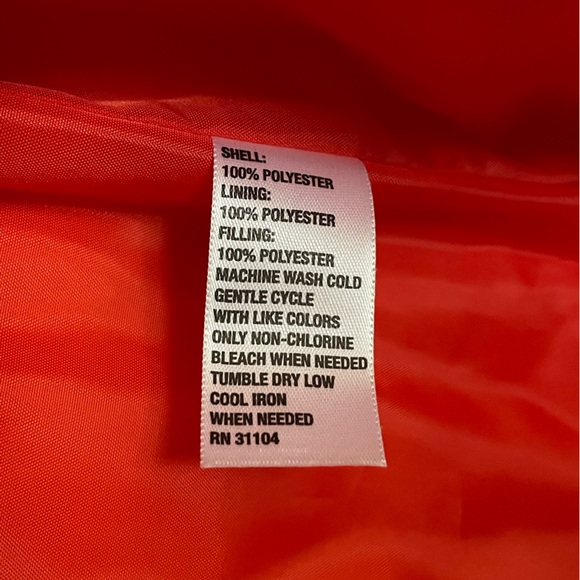 SHELL:
100% POLYESTER
LINING:
100% POLYESTER
FILLING:
100% POLYESTER
MACHINE WASH COLD
GENTLE CYCLE
WITH LIKE COLORS
ONLY NON-CHLORINE
BLEACH WHEN NEEDED
TUMBLE DRY LOW
COOL IRON
WHEN NEEDED
RN 31104